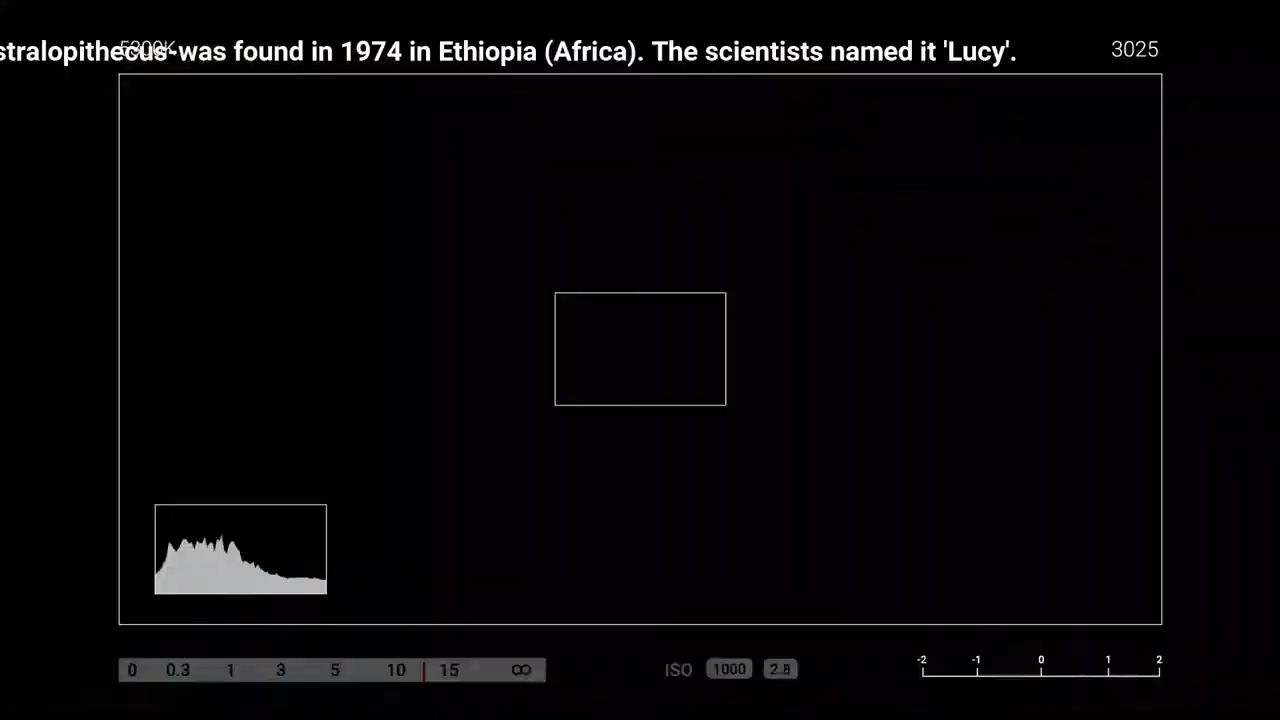 stralopithecus-was found in 1974 in Ethiopia (Africa). The scientists named it 'Lucy'.
5300K
3025
0 0.3 1 3 5 10 15 ∞
ISO 1000 2.8
-2 -1 0 1 2